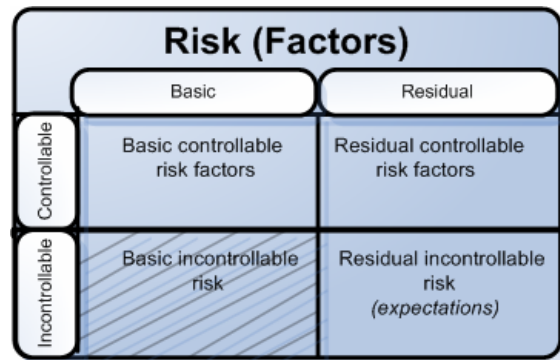 Risk (Factors)
Basic
Residual
Controllable
Basic controllable
risk factors
Residual controllable
risk factors
Incontrollable
Basic incontrollable
risk
Residual incontrollable
risk
(expectations)